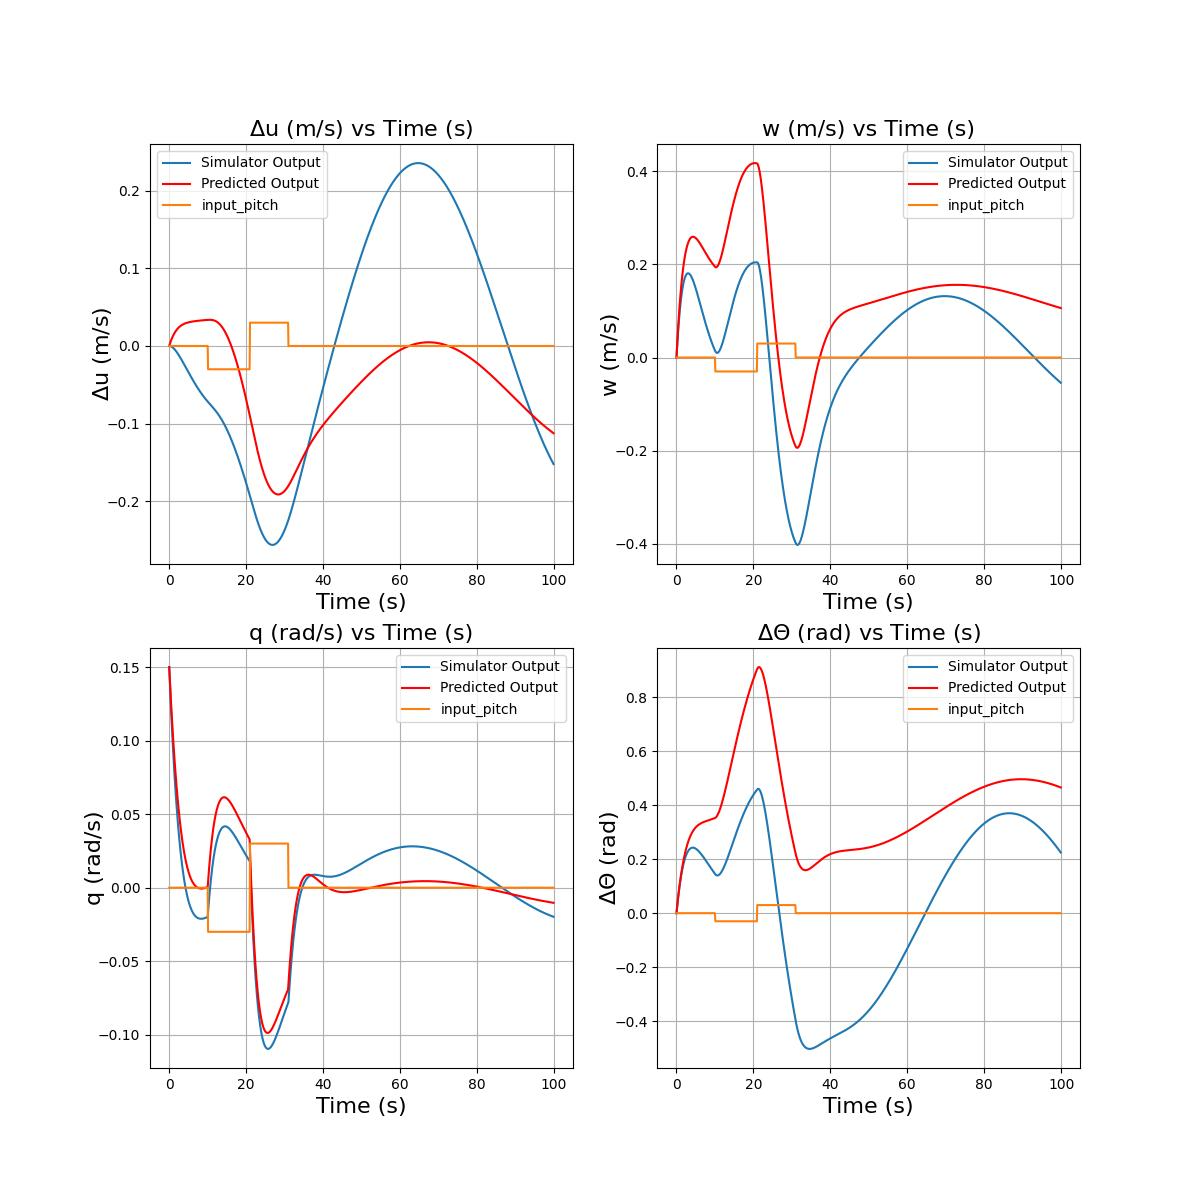 Δu (m/s) vs Time (s)
Simulator Output
Predicted Output
input_pitch
Δu (m/s)
0.2
0.1
0.0
−0.1
−0.2
0 20 40 60 80 100
Time (s)
w (m/s) vs Time (s)
Simulator Output
Predicted Output
input_pitch
w (m/s)
0.4
0.2
0.0
−0.2
−0.4
0 20 40 60 80 100
Time (s)
q (rad/s) vs Time (s)
Simulator Output
Predicted Output
input_pitch
q (rad/s)
0.15
0.10
0.05
0.00
−0.05
−0.10
0 20 40 60 80 100
Time (s)
ΔΘ (rad) vs Time (s)
Simulator Output
Predicted Output
input_pitch
ΔΘ (rad)
0.8
0.6
0.4
0.2
0.0
−0.2
−0.4
0 20 40 60 80 100
Time (s)